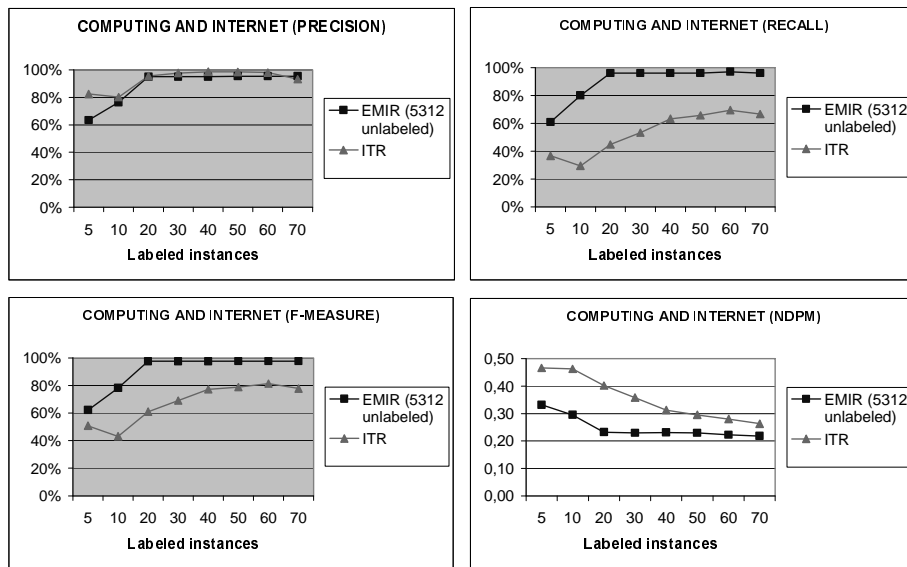 COMPUTING AND INTERNET (PRECISION)
100%
80%
60%
40%
20%
0%
5 10 20 30 40 50 60 70
Labeled instances
EMIR (5312
unlabeled)
ITR
COMPUTING AND INTERNET (RECALL)
100%
80%
60%
40%
20%
0%
5 10 20 30 40 50 60 70
Labeled instances
EMIR (5312
unlabeled)
ITR
COMPUTING AND INTERNET (F-MEASURE)
100%
80%
60%
40%
20%
0%
5 10 20 30 40 50 60 70
Labeled instances
EMIR (5312
unlabeled)
ITR
COMPUTING AND INTERNET (NDPM)
0,50
0,40
0,30
0,20
0,10
0,00
5 10 20 30 40 50 60 70
Labeled instances
EMIR (5312
unlabeled)
ITR